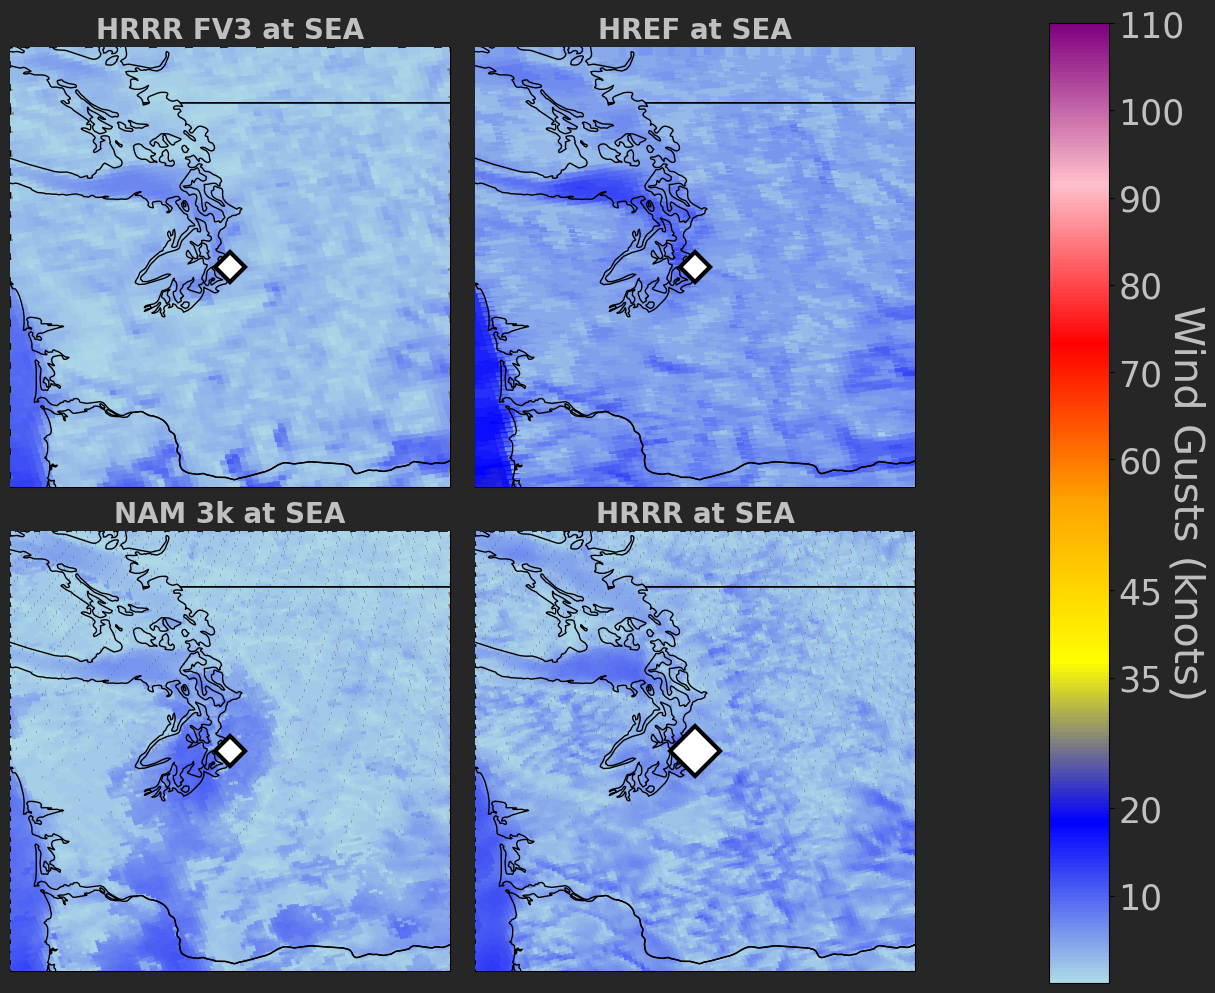 HRRR FV3 at SEA
HREF at SEA
NAM 3k at SEA
HRRR at SEA
110
100
90
80
70
60
45
35
20
10
Wind Gusts (knots)